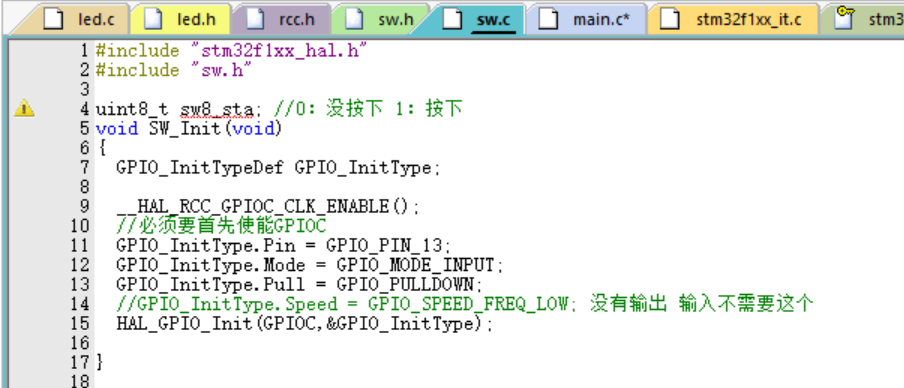 led.c led.h rcc.h sw.h sw.c main.c* stm32f1xx_it.c stm3
1 #include "stm32f1xx_hal.h"
2 #include "sw.h"
3
4 uint8_t sw8_sta; //0: 没按下 1: 按下
5 void SW_Init(void)
6 {
7 GPIO_InitTypeDef GPIO_InitType;
8
9 __HAL_RCC_GPIOC_CLK_ENABLE();
10 //必须要首先使能GPIOC
11 GPIO_InitType.Pin = GPIO_PIN_13;
12 GPIO_InitType.Mode = GPIO_MODE_INPUT;
13 GPIO_InitType.Pull = GPIO_PULLDOWN;
14 //GPIO_InitType.Speed = GPIO_SPEED_FREQ_LOW; 没有输出 输入不需要这个
15 HAL_GPIO_Init(GPIOC,&GPIO_InitType);
16
17 }
18